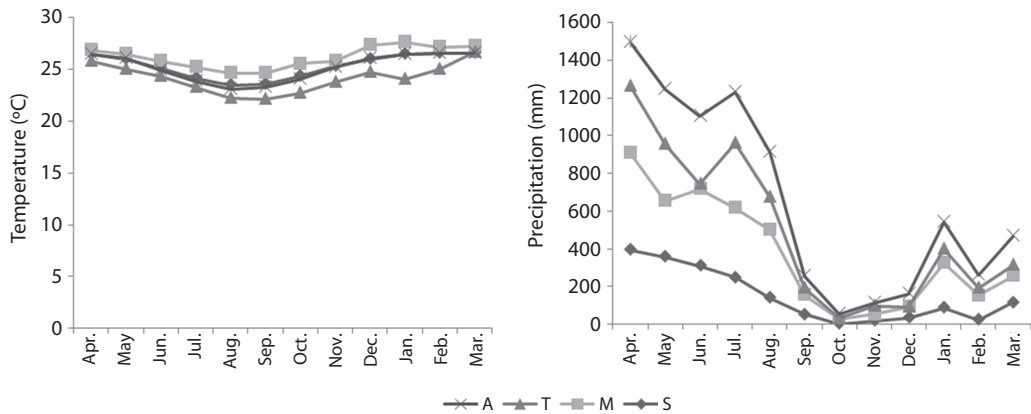 30
25
20
15
10
5
0
Temperature (ºC)
Apr.
May
Jun.
Jul.
Aug.
Sep.
Oct.
Nov.
Dec.
Jan.
Feb.
Mar.
1600
1400
1200
1000
800
600
400
200
0
Precipitation (mm)
Apr.
May
Jun.
Jul.
Aug.
Sep.
Oct.
Nov.
Dec.
Jan.
Feb.
Mar.
A T M S